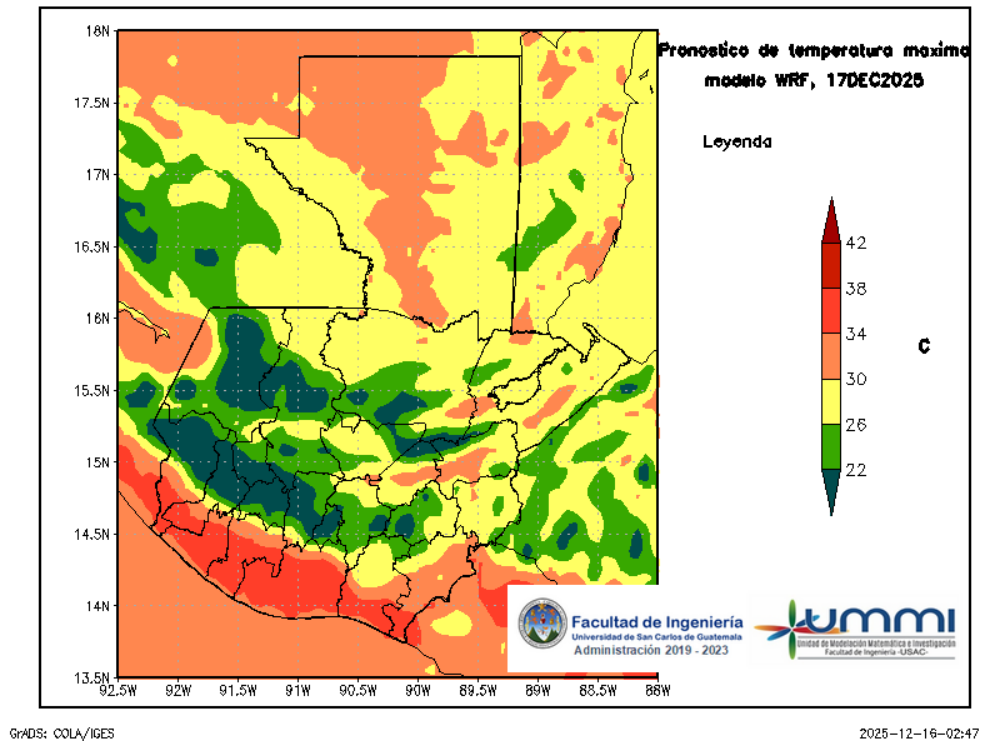 Pronostico de temperatura maxima
modelo WRF, 17DEC2025
Leyenda
42
38
34
30
26
22
C
18N
17.5N
17N
16.5N
16N
15.5N
15N
14.5N
14N
13.5N
92.5W 92W 91.5W 91W 90.5W 90W 89.5W 89W 88.5W 88W
Facultad de Ingeniería
Universidad de San Carlos de Guatemala
Administración 2019 - 2023
ummi
Unidad de Modelación Matemática e Investigación
Facultad de Ingeniería -USAC-
GrADS: COLA/IGES
2025-12-16-02:47